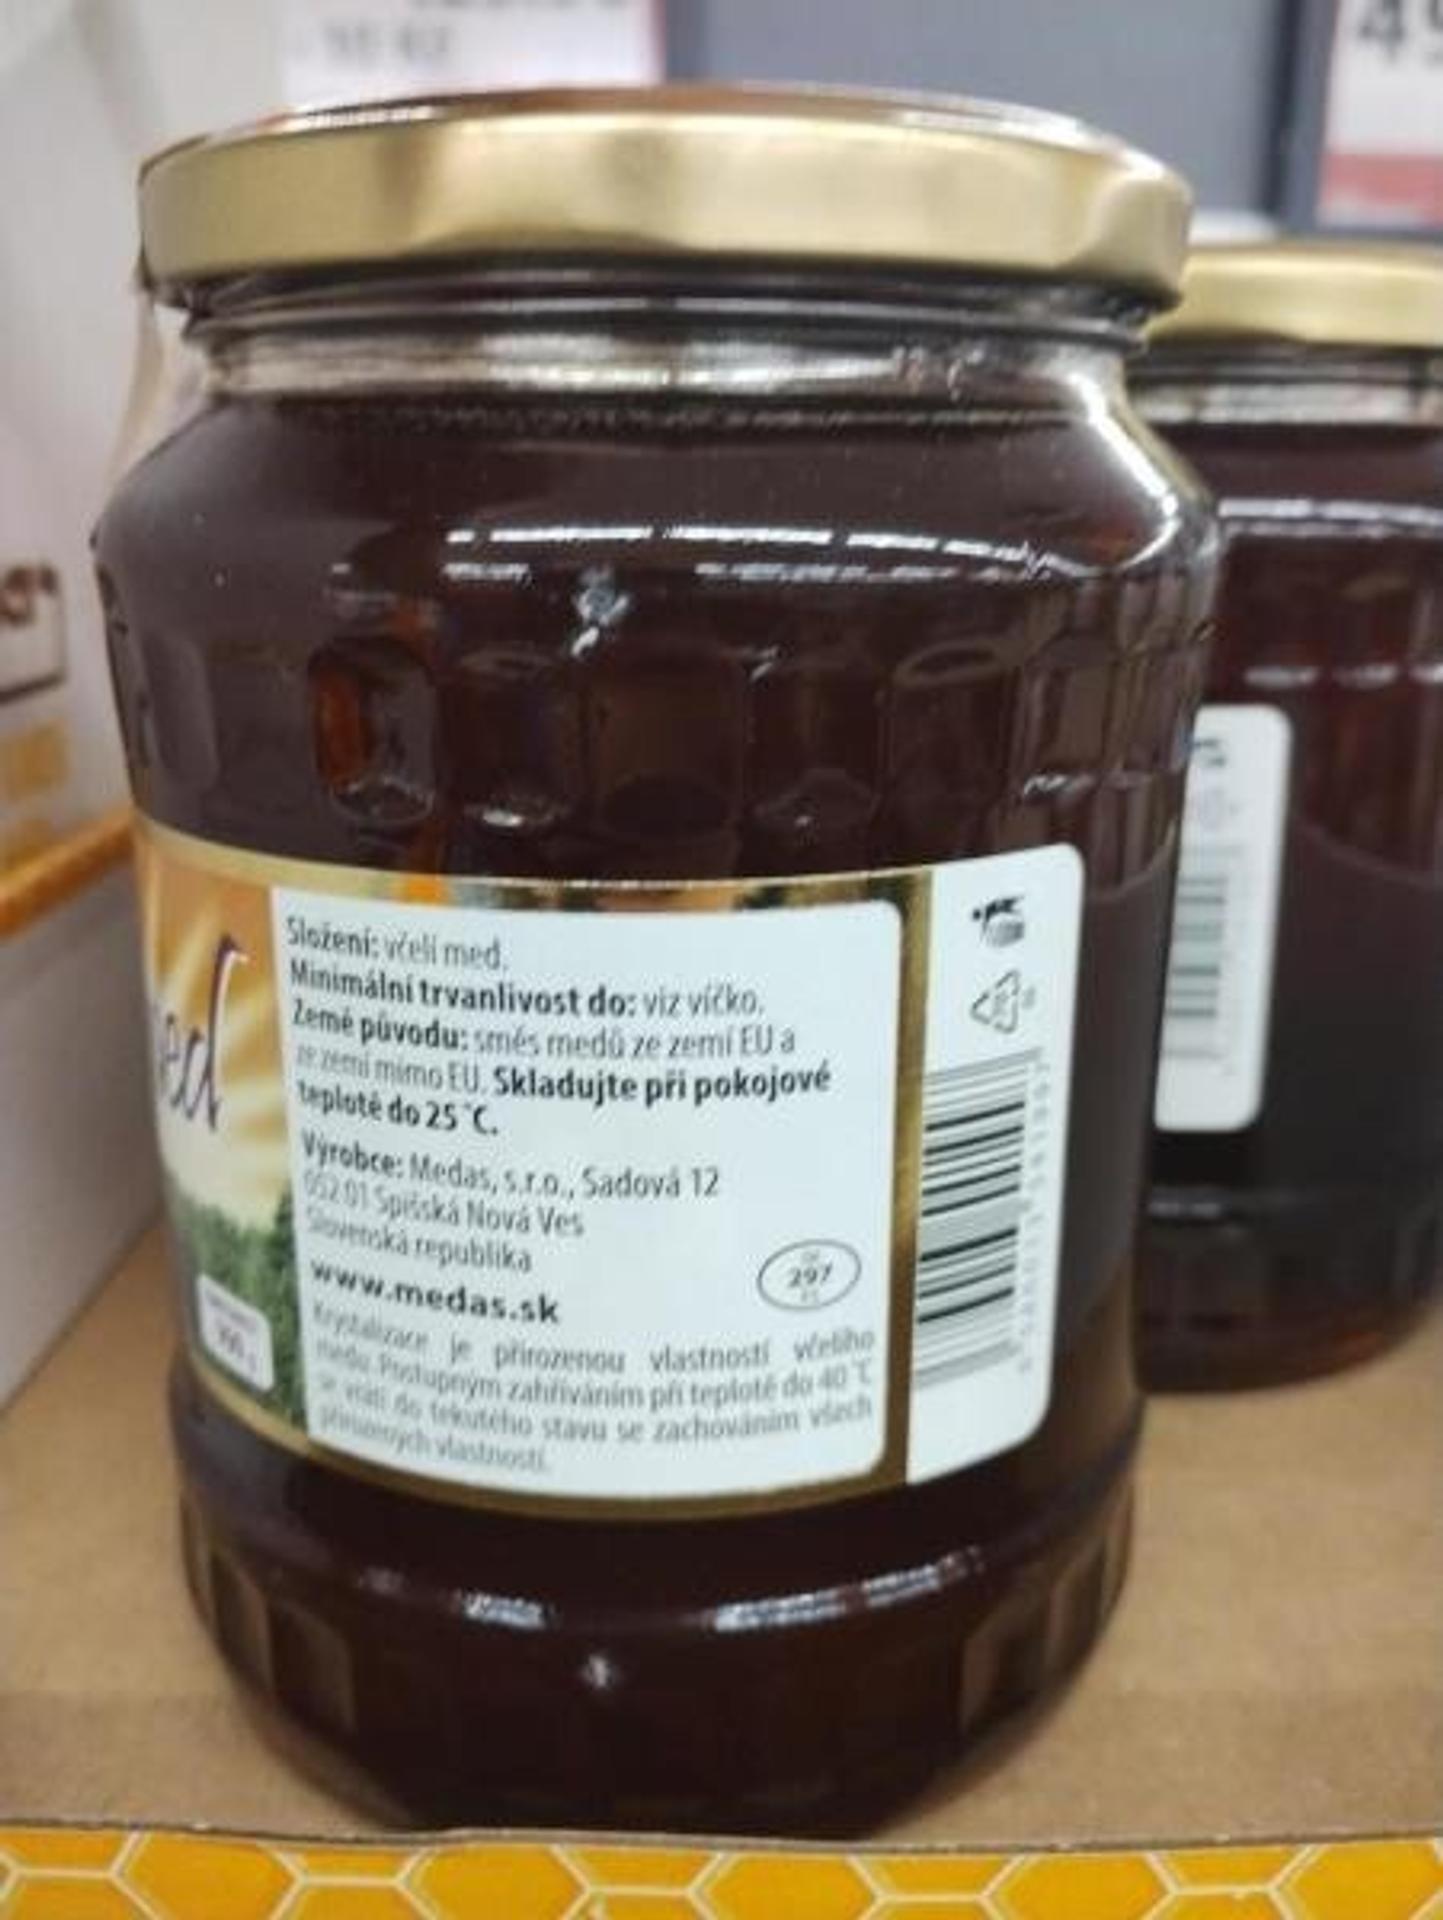 Složení: včelí med.
Minimální trvanlivost do: viz víčko.
Země původu: směs medů ze zemí EU a
ze zemí mimo EU. Skladujte při pokojové
teplotě do 25 °C.
Výrobce: Medas, s.r.o., Sadová 12
052 01 Spišská Nová Ves
Slovenská republika
www.medas.sk
297
Krystalizace je přirozenou vlastností včelího
medu. Postupným zahříváním při teplotě do 40 °C
se vrátí do tekutého stavu se zachováním všech
přirozených vlastností.